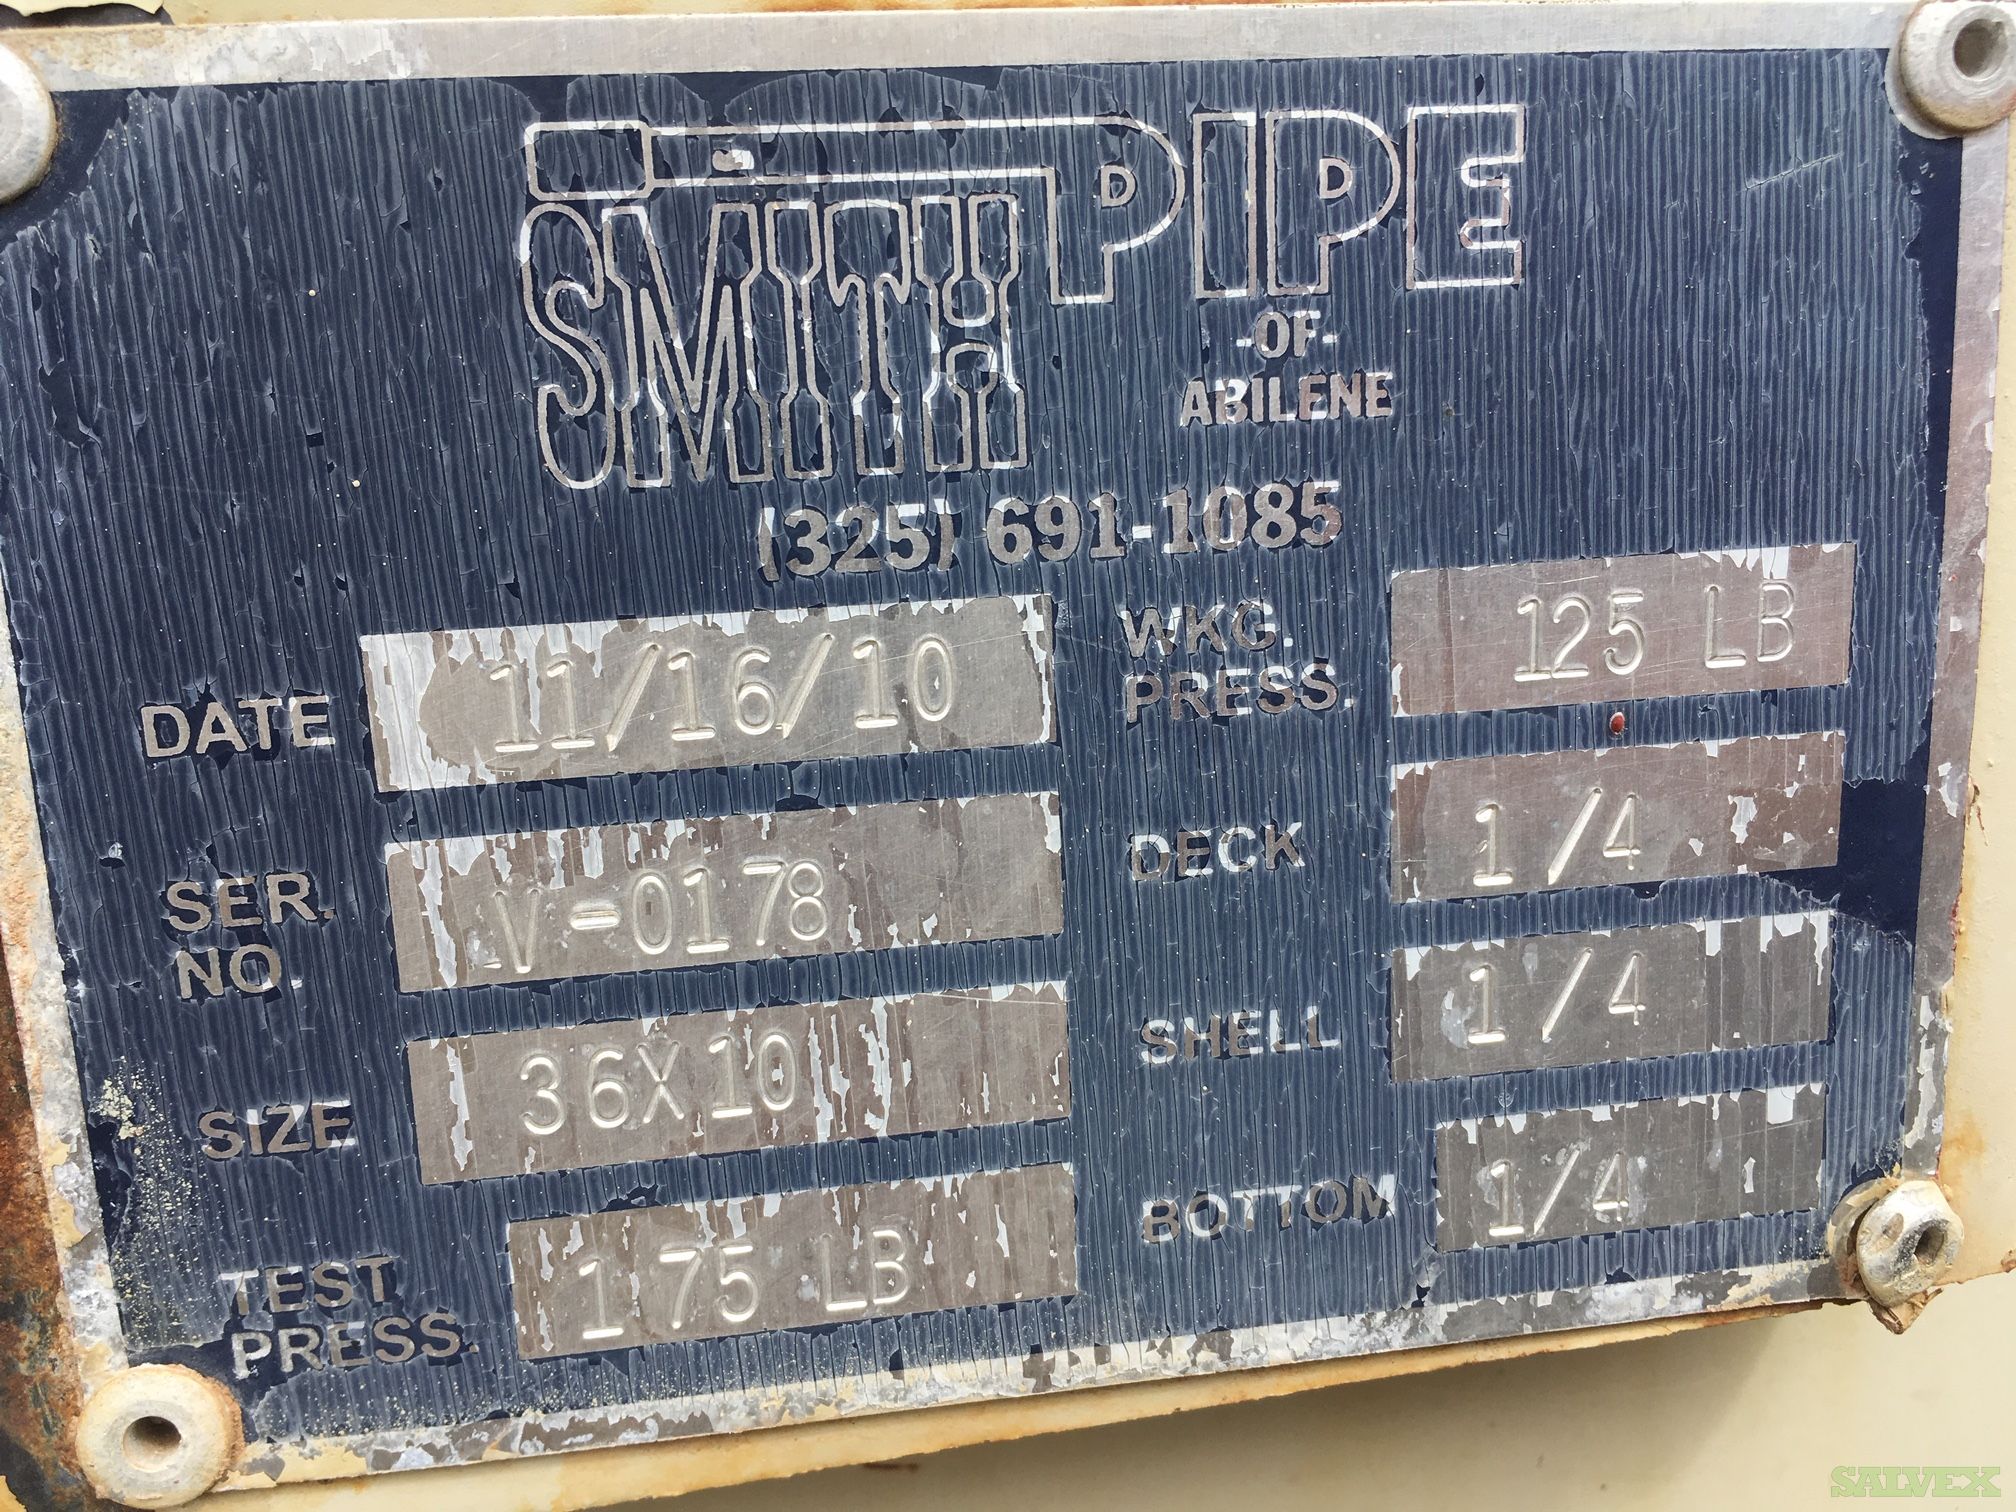 SMITH PIPE
-OF-
ABILENE
(325) 691-1085
DATE 11/16/10
SER. NO. V-0178
SIZE 36X10
TEST PRESS. 175 LB
WKG. PRESS. 125 LB
DECK 1/4
SHELL 1/4
BOTTOM 1/4
SALVEX